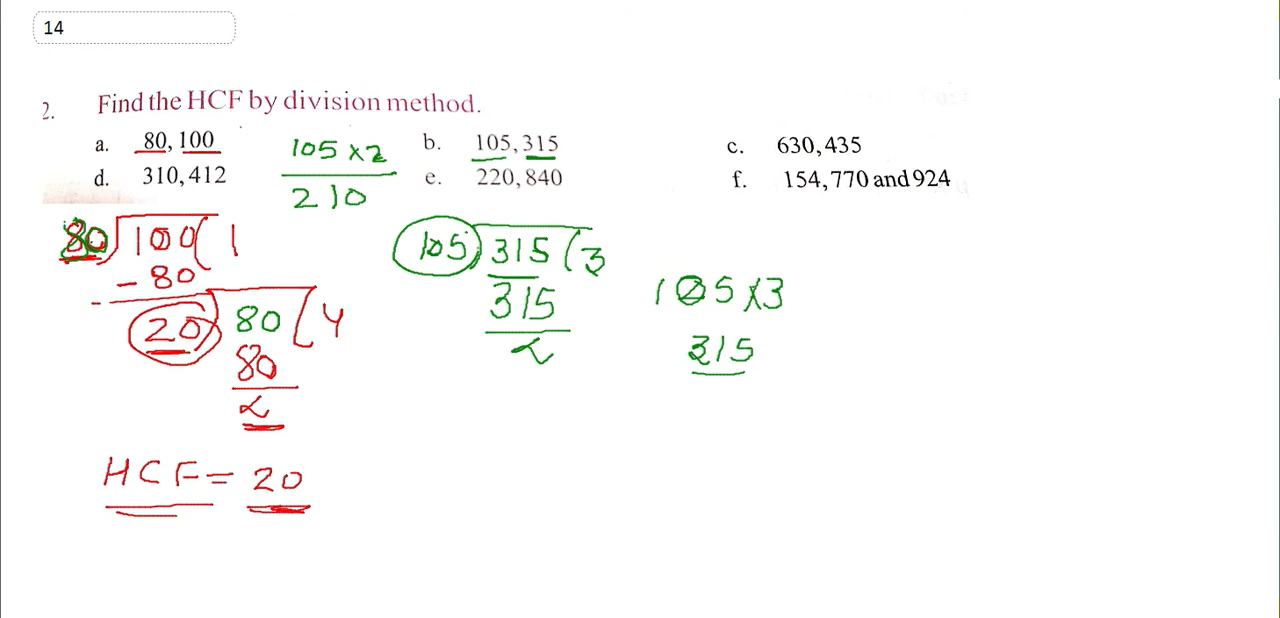 14
2. Find the HCF by division method.
a. 80, 100
b. 105, 315
c. 630, 435
d. 310, 412
e. 220, 840
f. 154, 770 and 924
105 x 2
210
80) 100 ( 1
- 80
20) 80 ( 4
80
HCF = 20
105) 315 ( 3
315
105 x 3
315